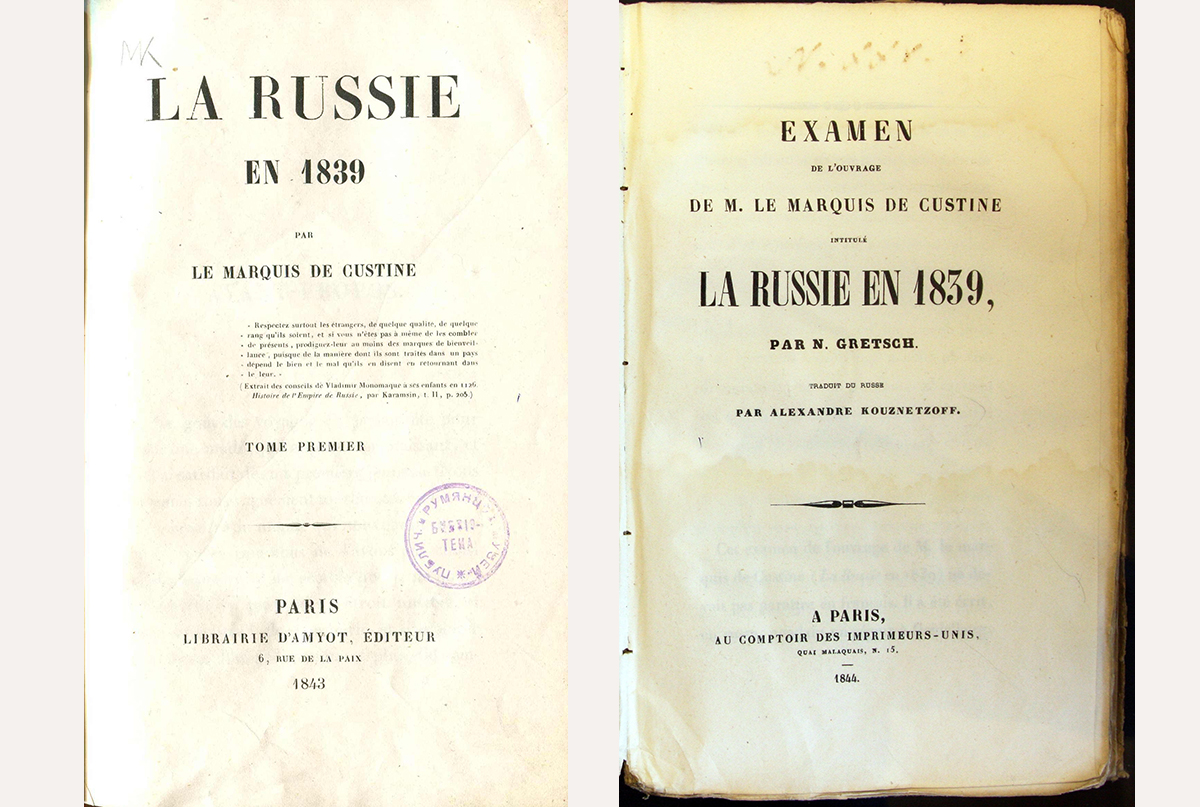 MK
LA RUSSIE
EN 1839
PAR
LE MARQUIS DE CUSTINE
« Respectez surtout les étrangers, de quelque qualité, de quelque
« rang qu'ils soient, et si vous n'êtes pas à même de les combler
« de présents, prodiguez-leur au moins des marques de bienveil-
« lance, puisque de la manière dont ils sont traités dans un pays
« dépend le bien et le mal qu'ils en disent en retournant dans
« le leur. »
(Extrait des conseils de Vladimir Monomaque à ses enfants en 1126.
Histoire de l'Empire de Russie, par Karamsin, t. II, p. 205.)
TOME PREMIER
ПУБЛИЧ. РУМЯНЦ. МУЗЕЙ
БИБЛІО-
ТЕКА
PARIS
LIBRAIRIE D'AMYOT, ÉDITEUR
6, RUE DE LA PAIX
1843
EXAMEN
DE L'OUVRAGE
DE M. LE MARQUIS DE CUSTINE
INTITULÉ
LA RUSSIE EN 1839,
PAR N. GRETSCH.
TRADUIT DU RUSSE
PAR ALEXANDRE KOUZNETZOFF.
A PARIS,
AU COMPTOIR DES IMPRIMEURS-UNIS,
QUAI MALAQUAIS, N. 15.
1844.